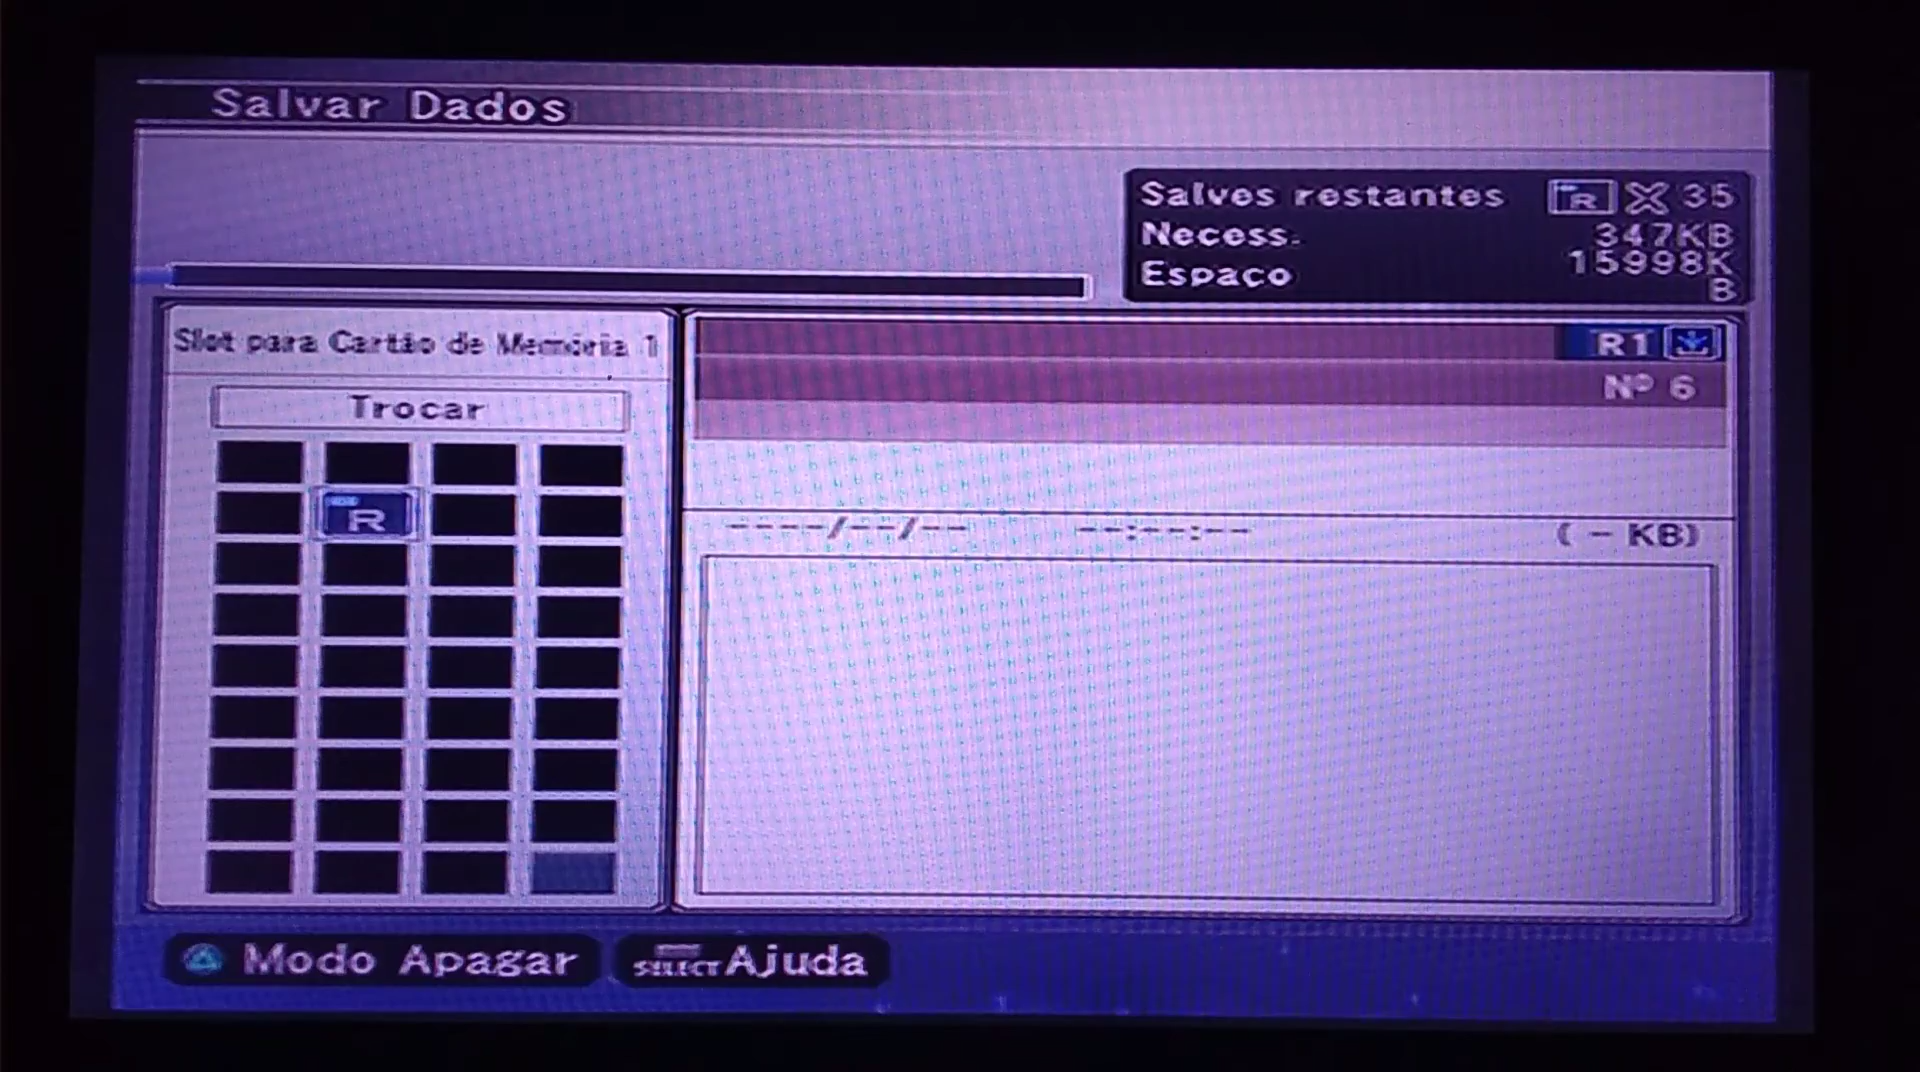 Salvar Dados
Salves restantes R X 35
Necess. 347KB
Espaço 15998K
B
Slot para Cartão de Memória 1
Trocar
R
R1
Nº 6
----/--/-- --:--:-- ( - KB)
Modo Apagar
SELECT Ajuda